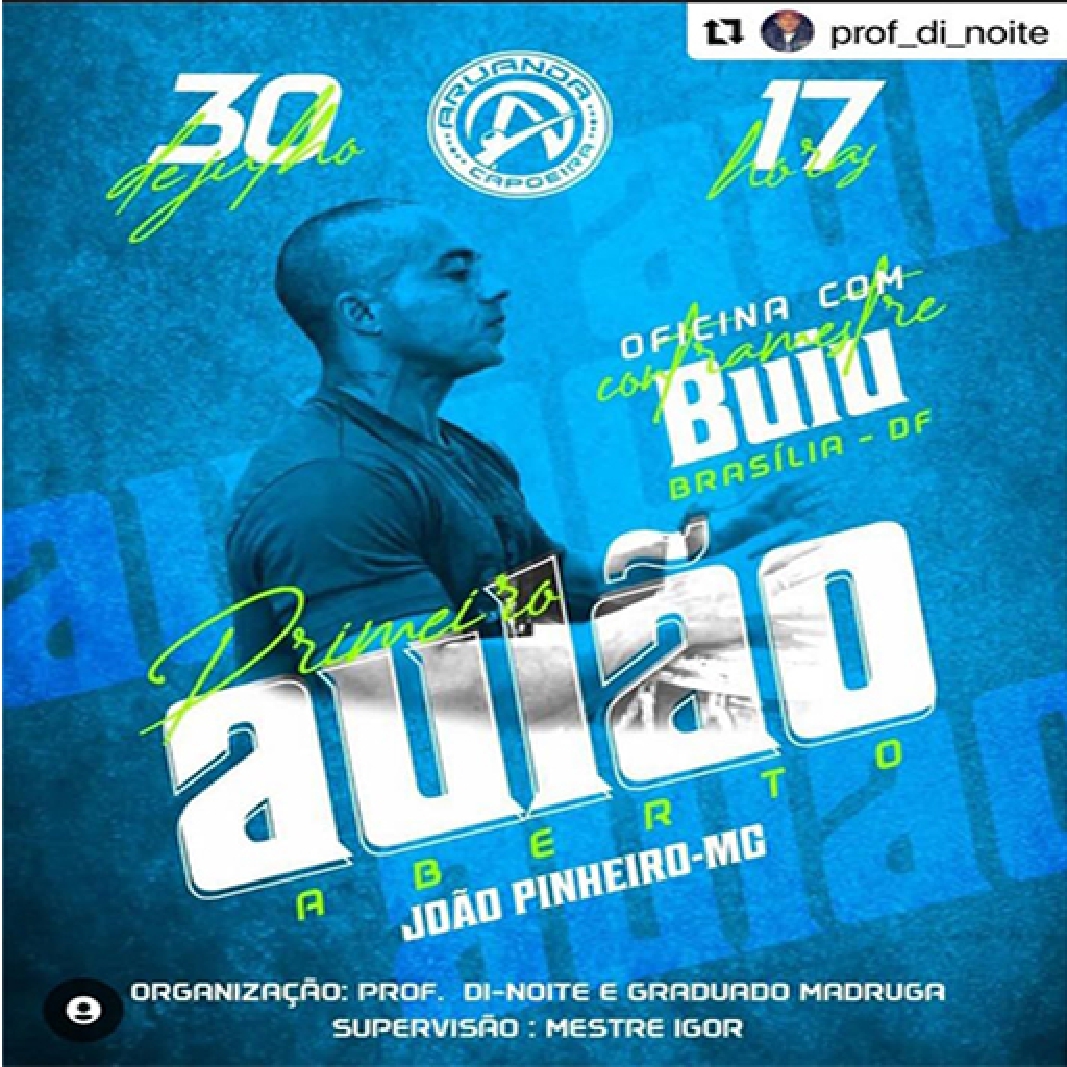 prof_di_noite
30
de julho
ARUANDA
CAPOEIRA
17
horas
OFICINA COM
contramestre
Buiu
BRASÍLIA - DF
Primeiro
aulão
ABERTO
JOÃO PINHEIRO-MG
ORGANIZAÇÃO: PROF. DI-NOITE E GRADUADO MADRUGA
SUPERVISÃO : MESTRE IGOR